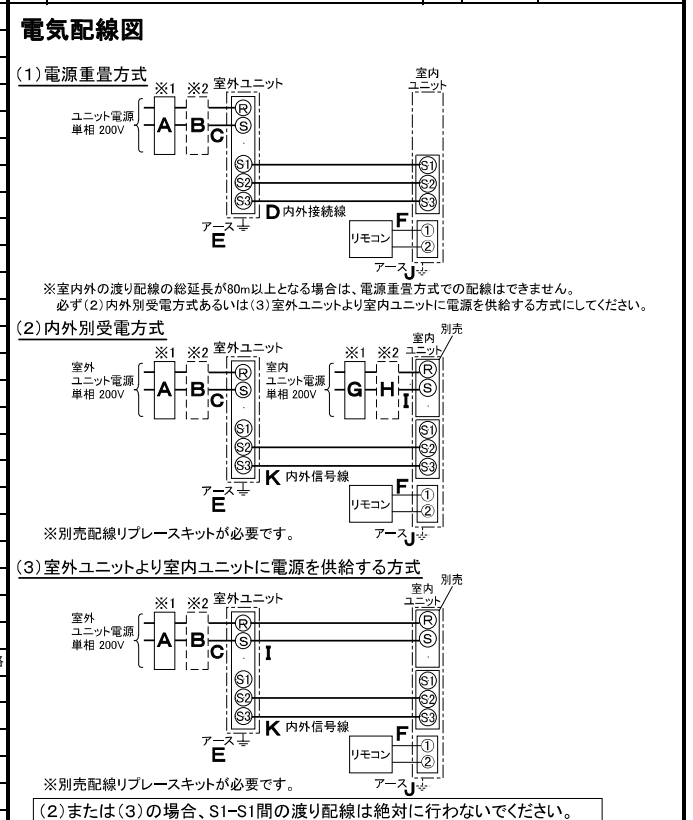 電気配線図
(1)電源重畳方式
※1 ※2 室外ユニット
室内
ユニット
ユニット電源
単相 200V
A B C
R
S
S1
S2
S3
S1
S2
S3
D 内外接続線
アース
E
F
リモコン
①
②
アース J
※室内外の渡り配線の総延長が80m以上となる場合は、電源重畳方式での配線はできません。
必ず(2)内外別受電方式あるいは(3)室外ユニットより室内ユニットに電源を供給する方式にしてください。
(2)内外別受電方式
※1 ※2 室外ユニット
※1 ※2
室内
ユニット
別売
室外
ユニット電源
単相 200V
A B C
R
S
室内
ユニット電源
単相 200V
G H I
R
S
S1
S2
S3
S1
S2
S3
K 内外信号線
アース
E
F
リモコン
①
②
アース J
※別売配線リプレースキットが必要です。
(3)室外ユニットより室内ユニットに電源を供給する方式
※1 ※2 室外ユニット
室内
ユニット
別売
室外
ユニット電源
単相 200V
A B C
R
S
I
R
S
S1
S2
S3
S1
S2
S3
K 内外信号線
アース
E
F
リモコン
①
②
アース J
※別売配線リプレースキットが必要です。
(2)または(3)の場合、S1-S1間の渡り配線は絶対に行わないでください。